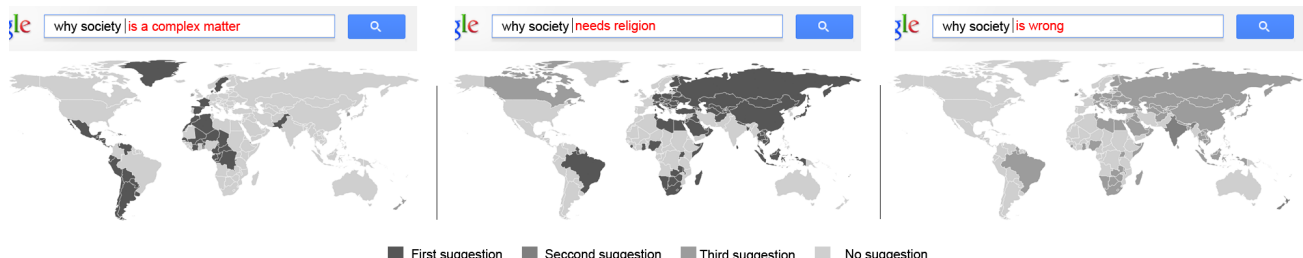 gle why society is a complex matter
gle why society needs religion
gle why society is wrong
First suggestion Seccond suggestion Third suggestion No suggestion